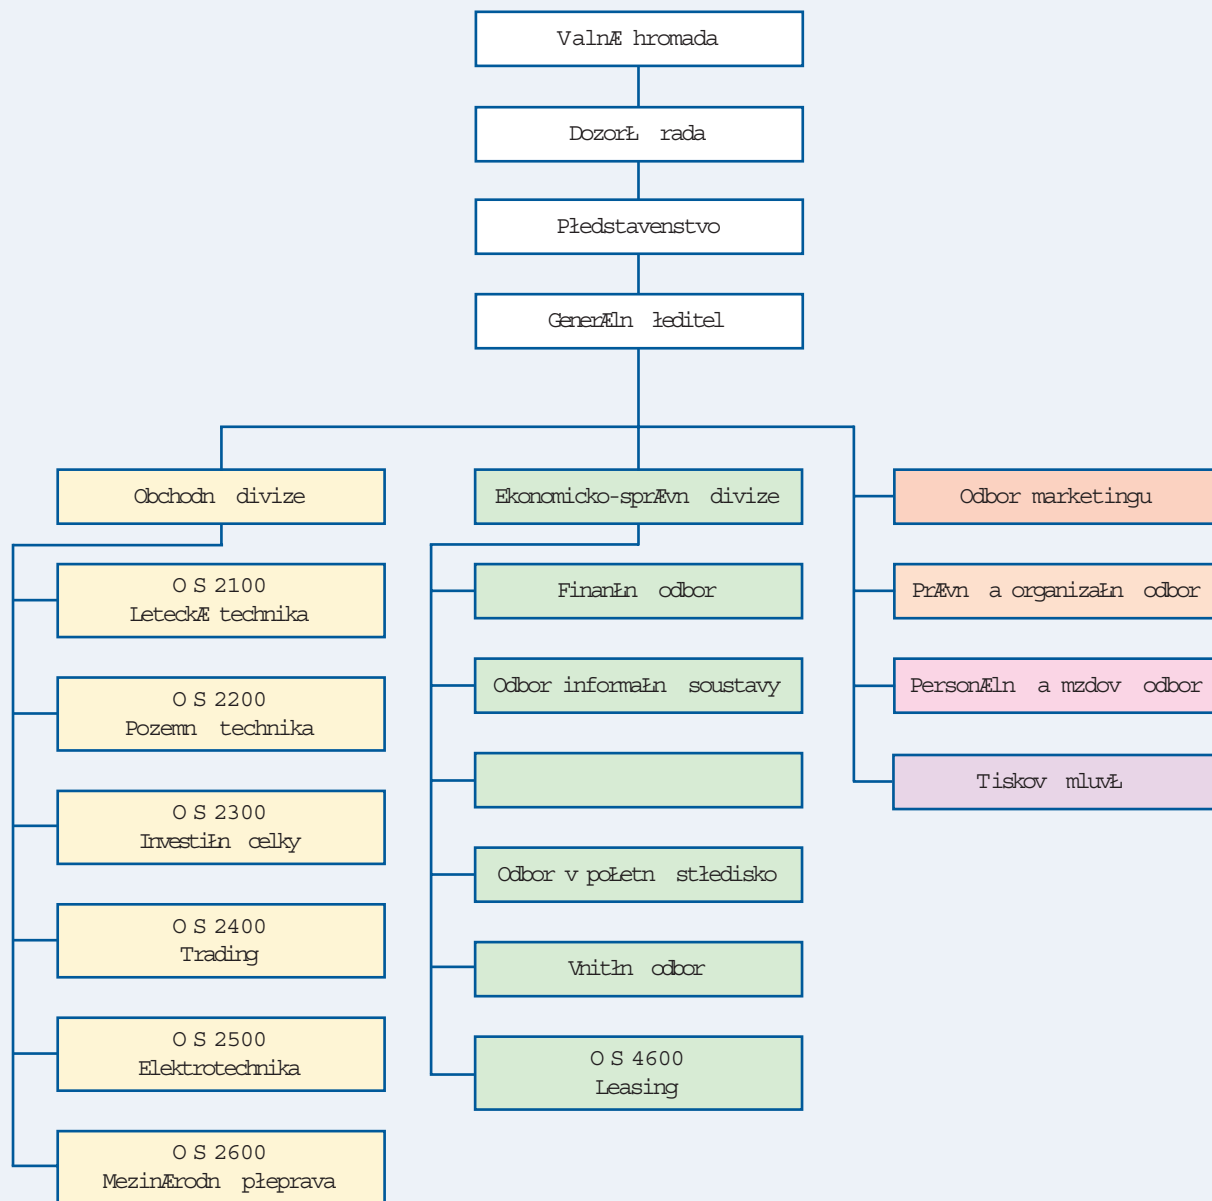 ValnÆ hromada
DozorŁ rada
Płedstavenstvo
GenerÆln łeditel
Obchodn divize
O S 2100
LeteckÆ technika
O S 2200
Pozemn technika
O S 2300
InvestiŁn celky
O S 2400
Trading
O S 2500
Elektrotechnika
O S 2600
MezinÆrodn płeprava
Ekonomicko-sprÆvn divize
FinanŁn odbor
Odbor informaŁn soustavy
Odbor v poŁetn płedisko
Vnitłn odbor
O S 4600
Leasing
Odbor marketingu
PrÆvn a organizaŁn odbor
PersonÆln a mzdov odbor
Tiskov mluvŁ